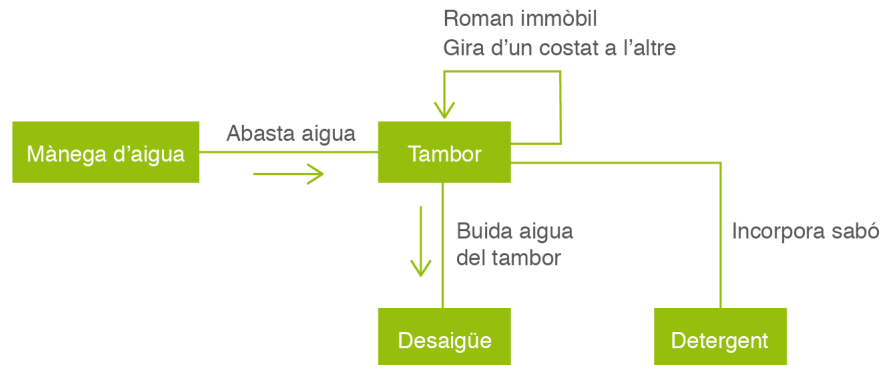 Roman immòbil
Gira d'un costat a l'altre
Mànega d'aigua
Abasta aigua
Tambor
Buida aigua
del tambor
Incorpora sabó
Desaigüe
Detergent